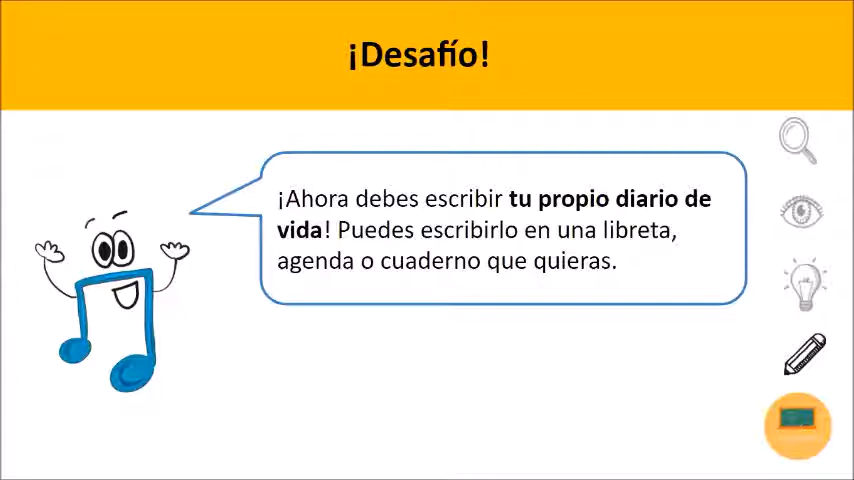 ¡Desafío!
¡Ahora debes escribir tu propio diario de
vida! Puedes escribirlo en una libreta,
agenda o cuaderno que quieras.